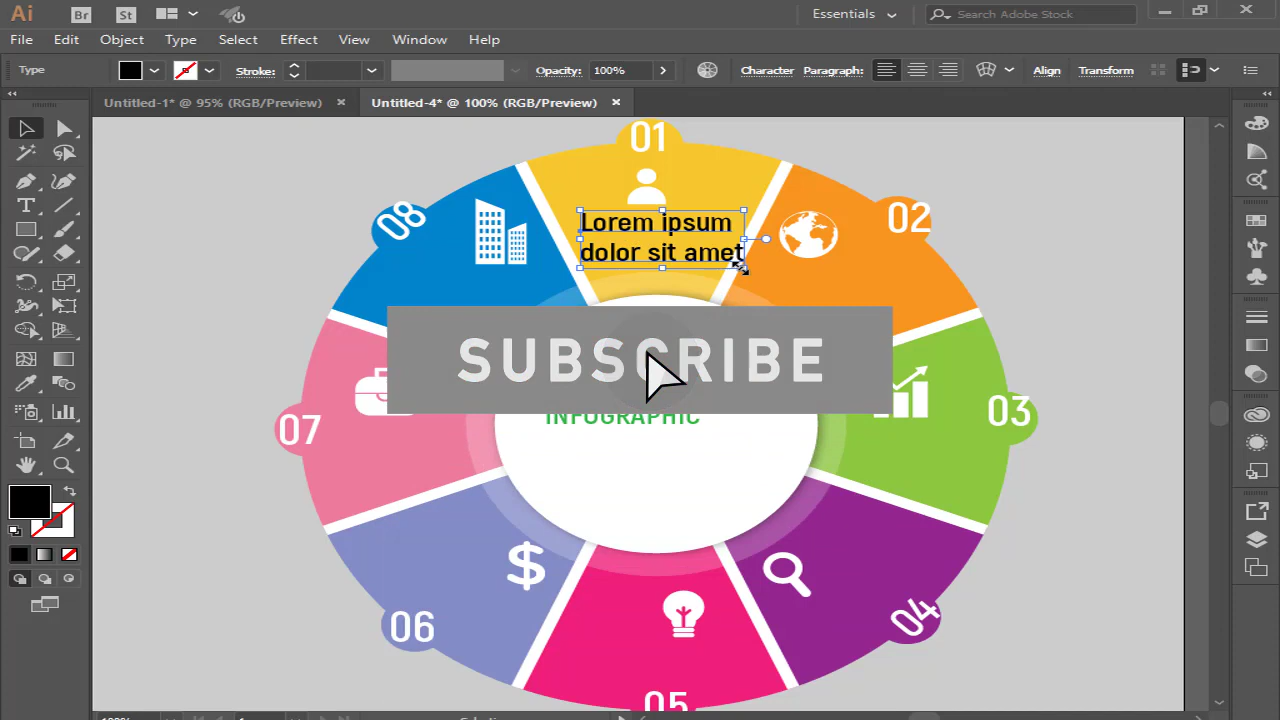 Ai Br St Essentials Search Adobe Stock
File Edit Object Type Select Effect View Window Help
Type Stroke: Opacity: 100% Character Paragraph: Align Transform
Untitled-1* @ 95% (RGB/Preview) × Untitled-4* @ 100% (RGB/Preview) ×
01
08
02
Lorem ipsum
dolor sit amet
SUBSCRIBE
INFOGRAPHIC
07
03
06
04
05